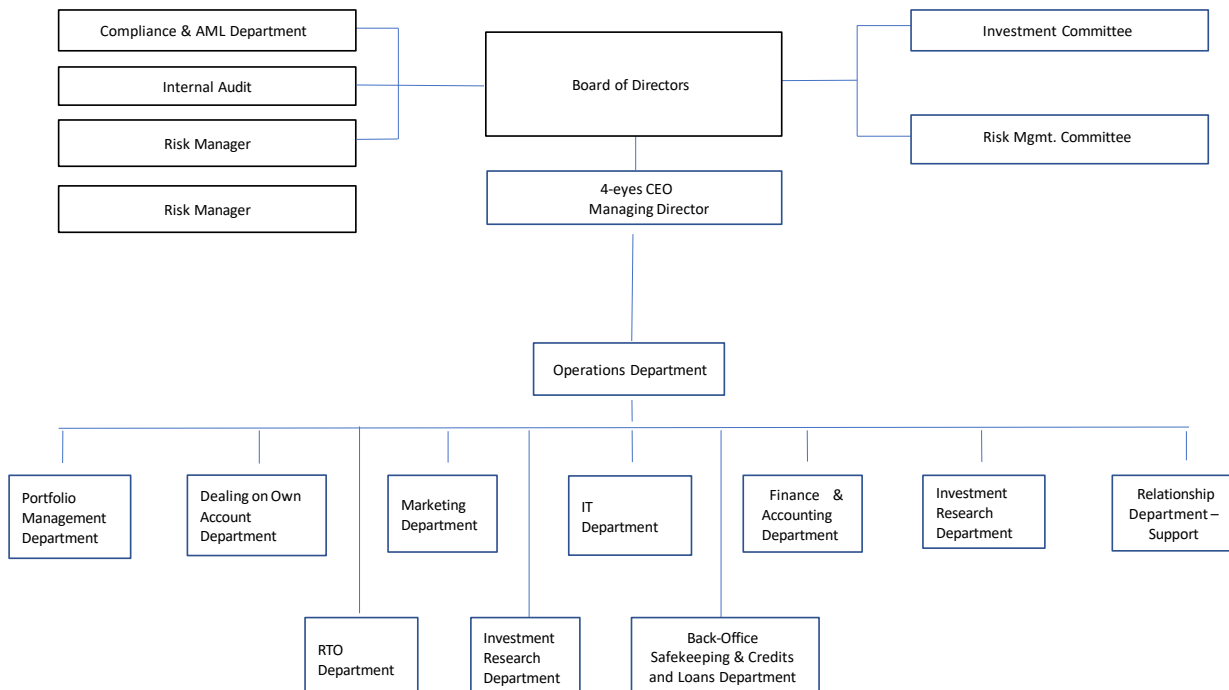 Compliance & AML Department
Investment Committee
Internal Audit
Board of Directors
Risk Manager
Risk Mgmt. Committee
Risk Manager
4-eyes CEO
Managing Director
Operations Department
Portfolio
Management
Department
Dealing on Own
Account
Department
Marketing
Department
IT
Department
Finance & 
Accounting
Department
Investment
Research
Department
Relationship
Department –
Support
RTO
Department
Investment
Research
Department
Back-Office
Safekeeping & Credits
and Loans Department